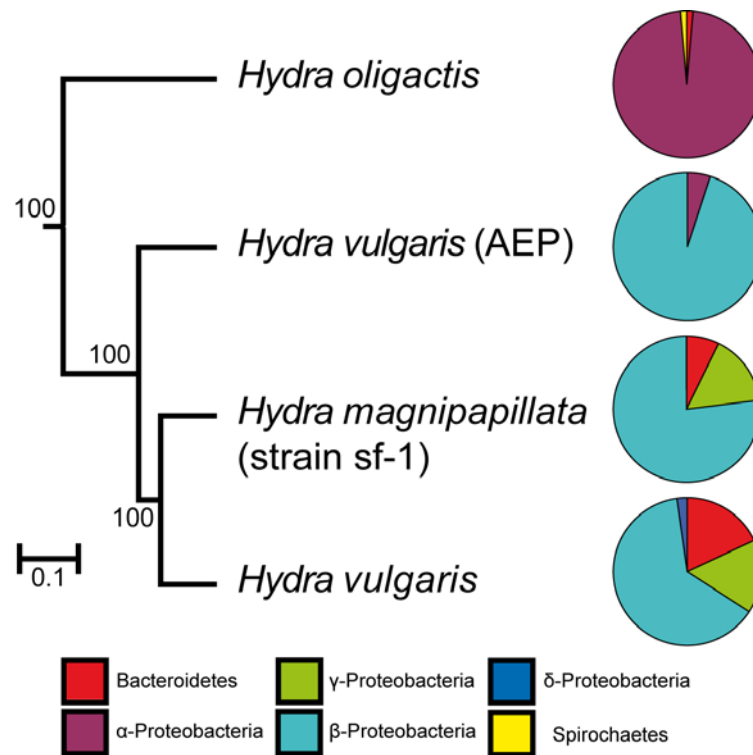 Hydra oligactis
100
Hydra vulgaris (AEP)
100
Hydra magnipapillata
(strain sf-1)
100
0.1
Hydra vulgaris
Bacteroidetes
γ-Proteobacteria
δ-Proteobacteria
α-Proteobacteria
β-Proteobacteria
Spirochaetes